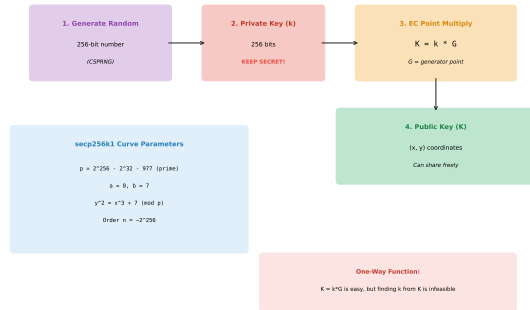 1. Generate Random
256-bit number
(CSPRNG)
2. Private Key (k)
256 bits
KEEP SECRET!
3. EC Point Multiply
K = k * G
G = generator point
4. Public Key (K)
(x, y) coordinates
Can share freely
secp256k1 Curve Parameters
p = 2^256 - 2^32 - 977 (prime)
a = 0, b = 7
y^2 = x^3 + 7 (mod p)
Order n = ~2^256
One-Way Function:
K = k*G is easy, but finding k from K is infeasible